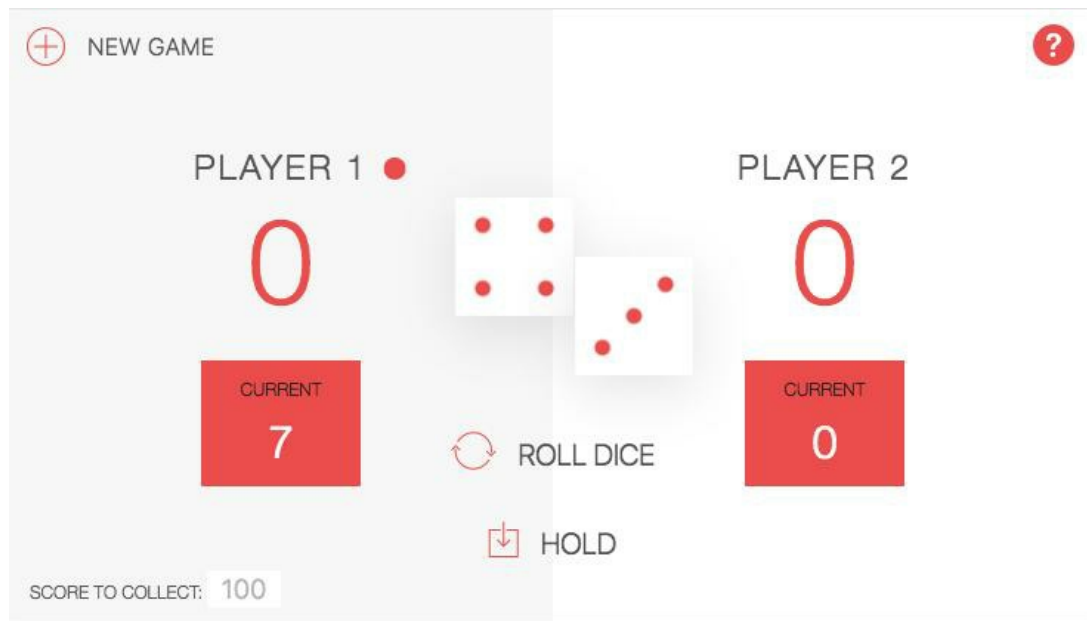 NEW GAME
?
PLAYER 1
PLAYER 2
0
0
CURRENT
7
CURRENT
0
ROLL DICE
HOLD
SCORE TO COLLECT: 100